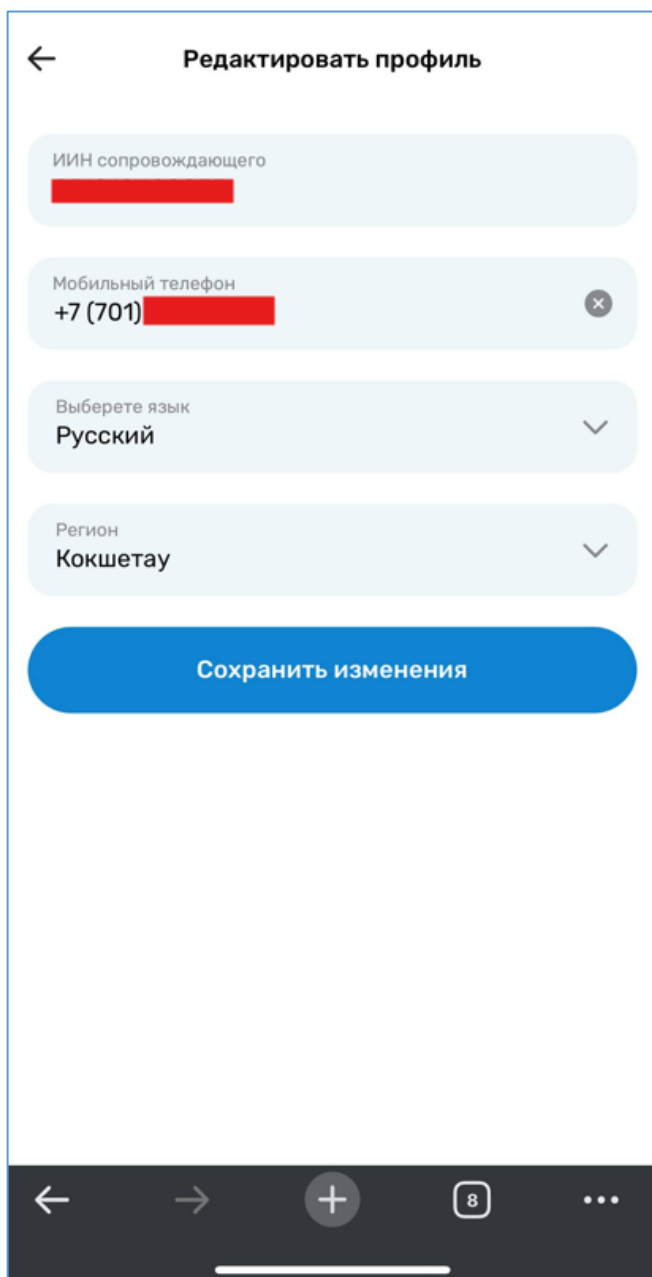 Редактировать профиль
ИИН сопровождающего
Мобильный телефон
+7 (701)
Выберете язык
Русский
Регион
Кокшетау
Сохранить изменения
8